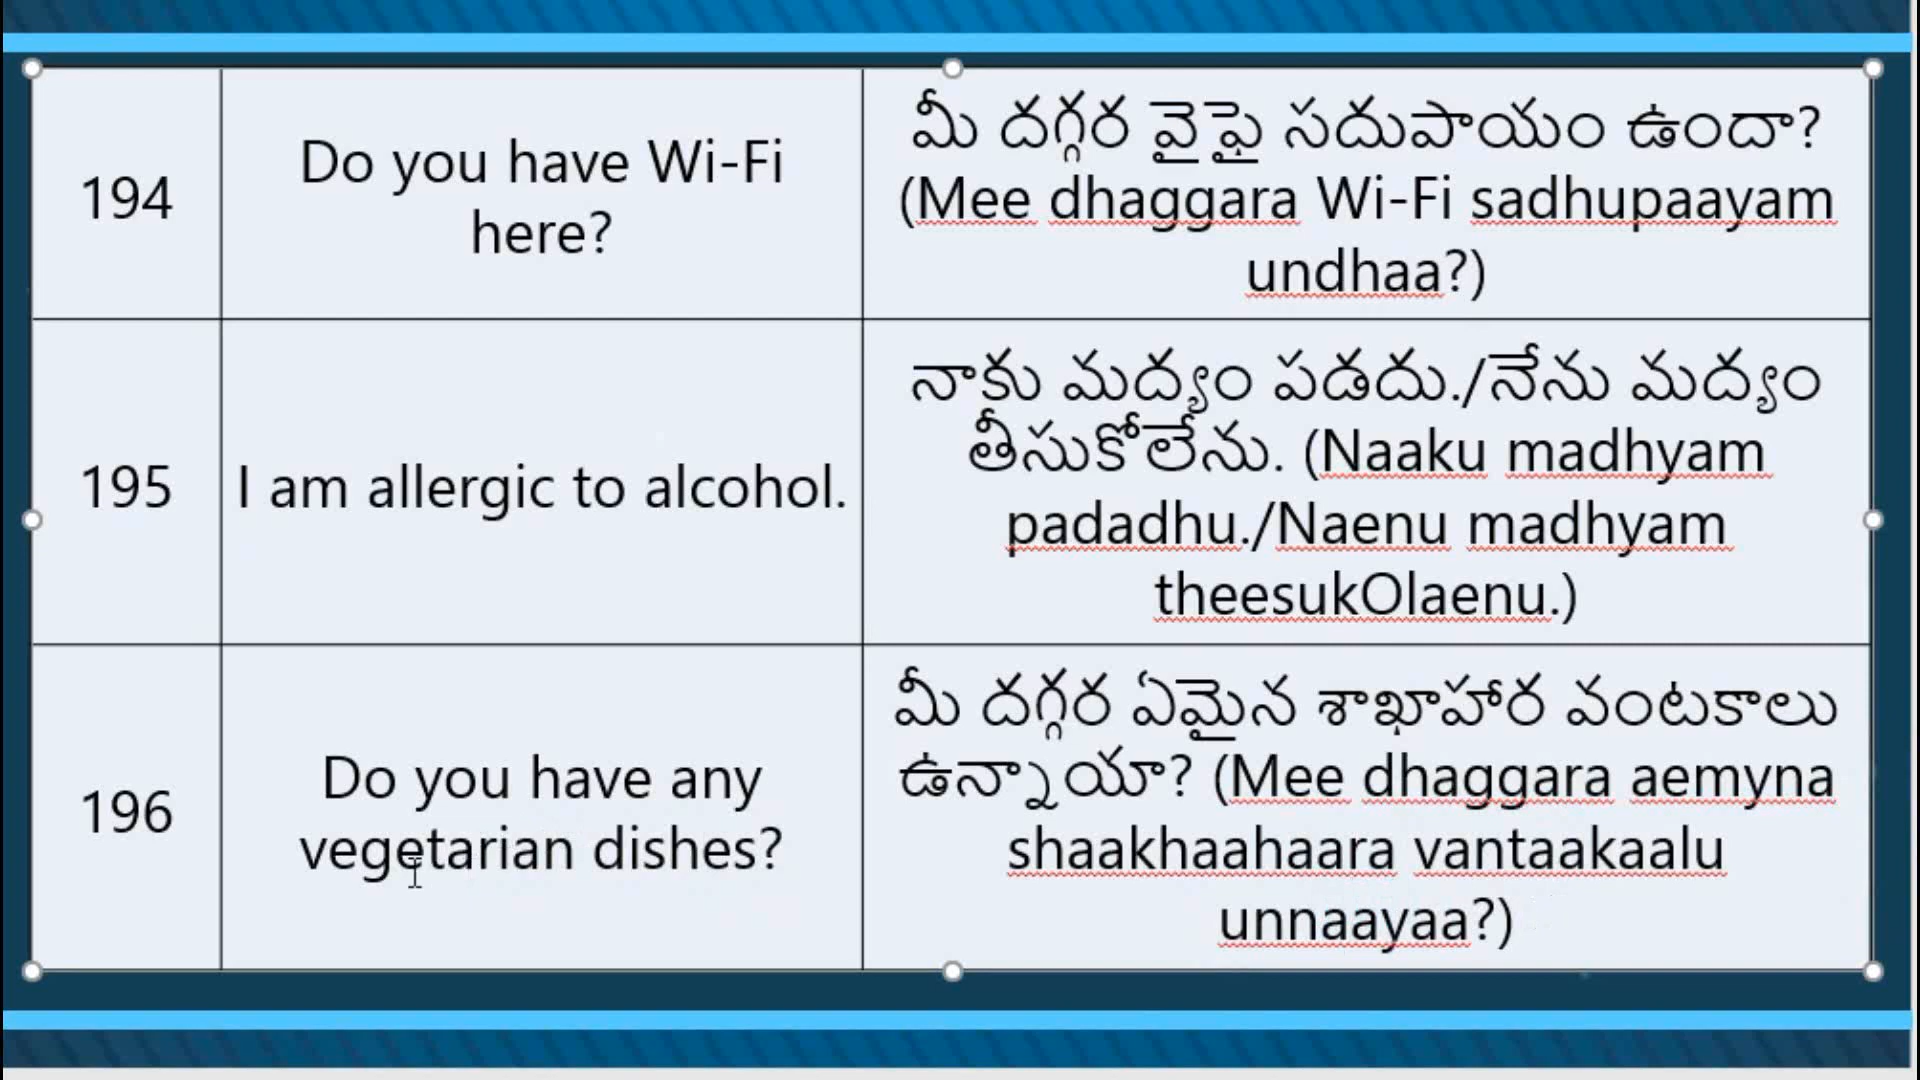 194
Do you have Wi-Fi
here?
మీ దగ్గర వైఫై సదుపాయం ఉందా?
(Mee dhaggara Wi-Fi sadhupaayam
undhaa?)
195
I am allergic to alcohol.
నాకు మద్యం పడదు./నేను మద్యం
తీసుకోలేను. (Naaku madhyam
padadhu./Naenu madhyam
theesukOlaenu.)
196
Do you have any
vegetarian dishes?
మీ దగ్గర ఏమైన శాఖాహార వంటకాలు
ఉన్నాయా? (Mee dhaggara aemyna
shaakhaahaara vantaakaalu
unnaayaa?)